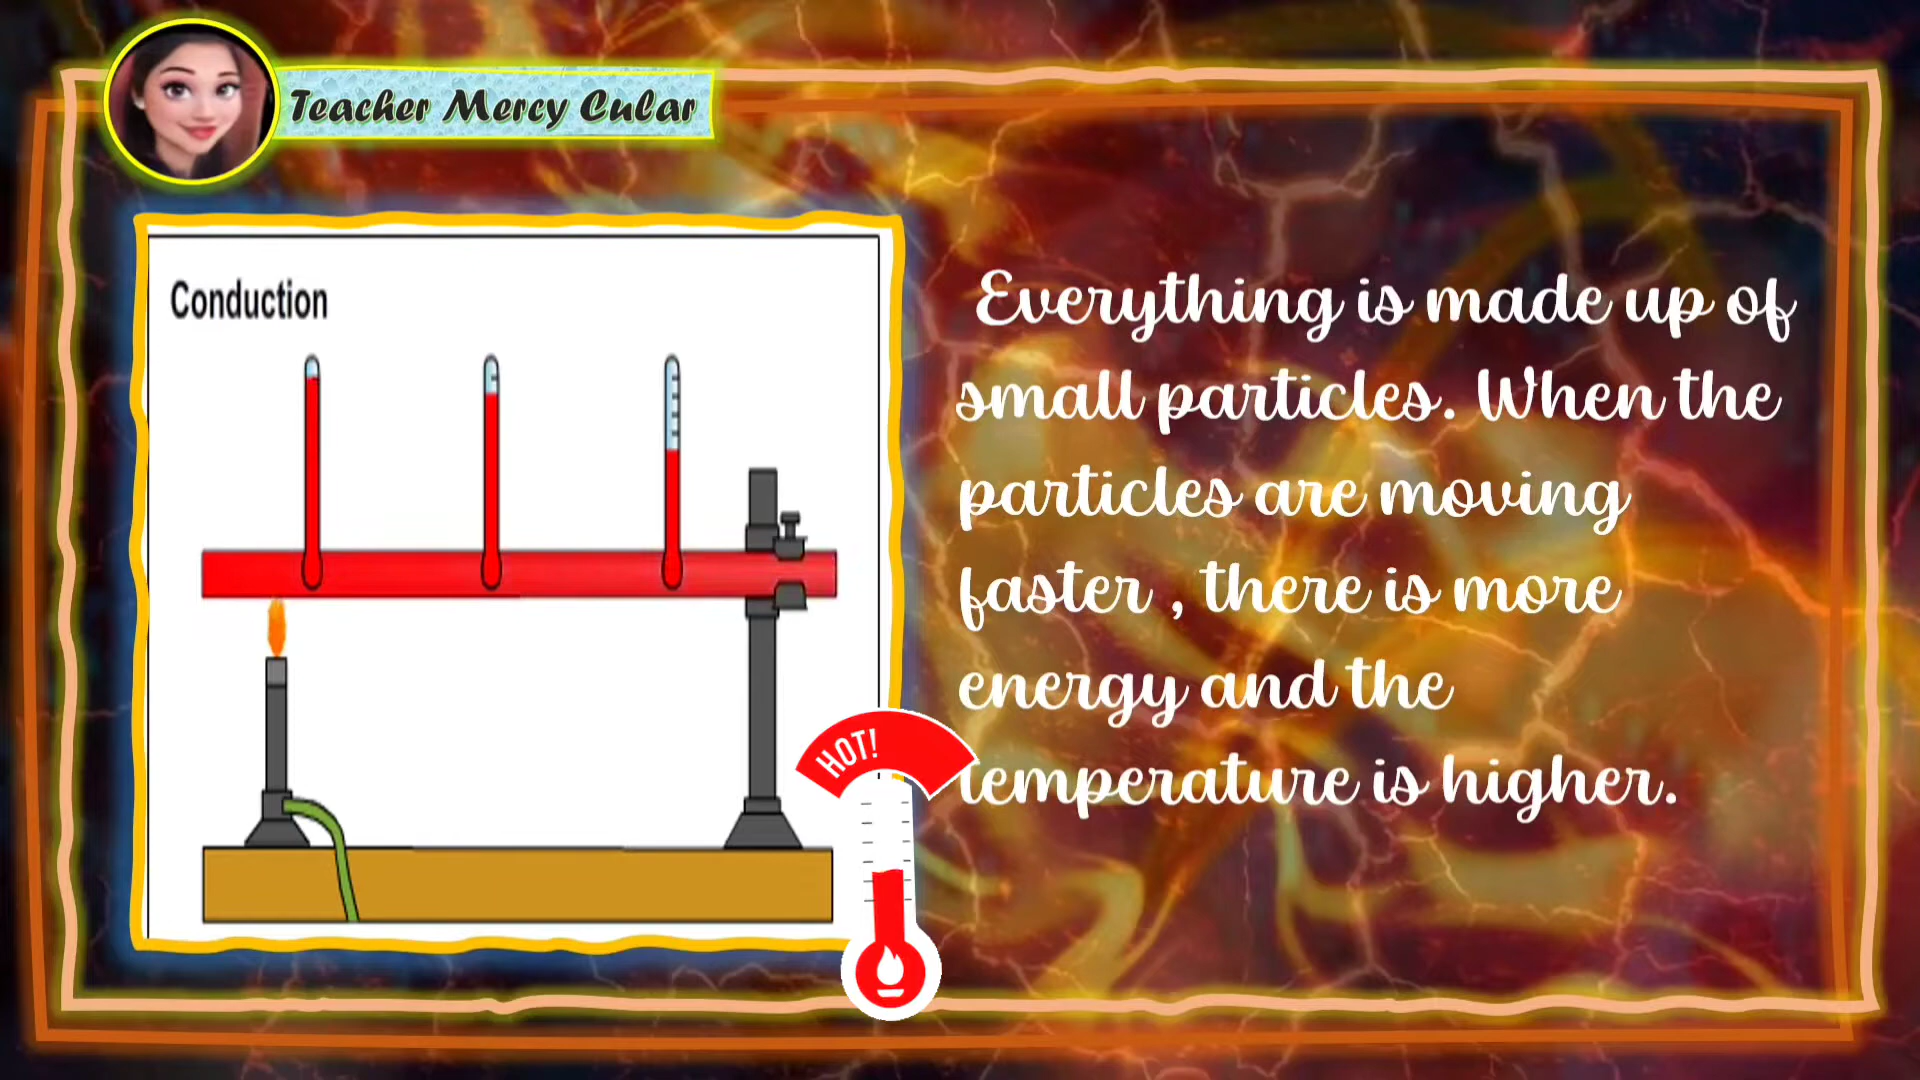 Teacher Mercy Cular
Conduction
Everything is made up of
small particles. When the
particles are moving
faster , there is more
energy and the
temperature is higher.
HOT!